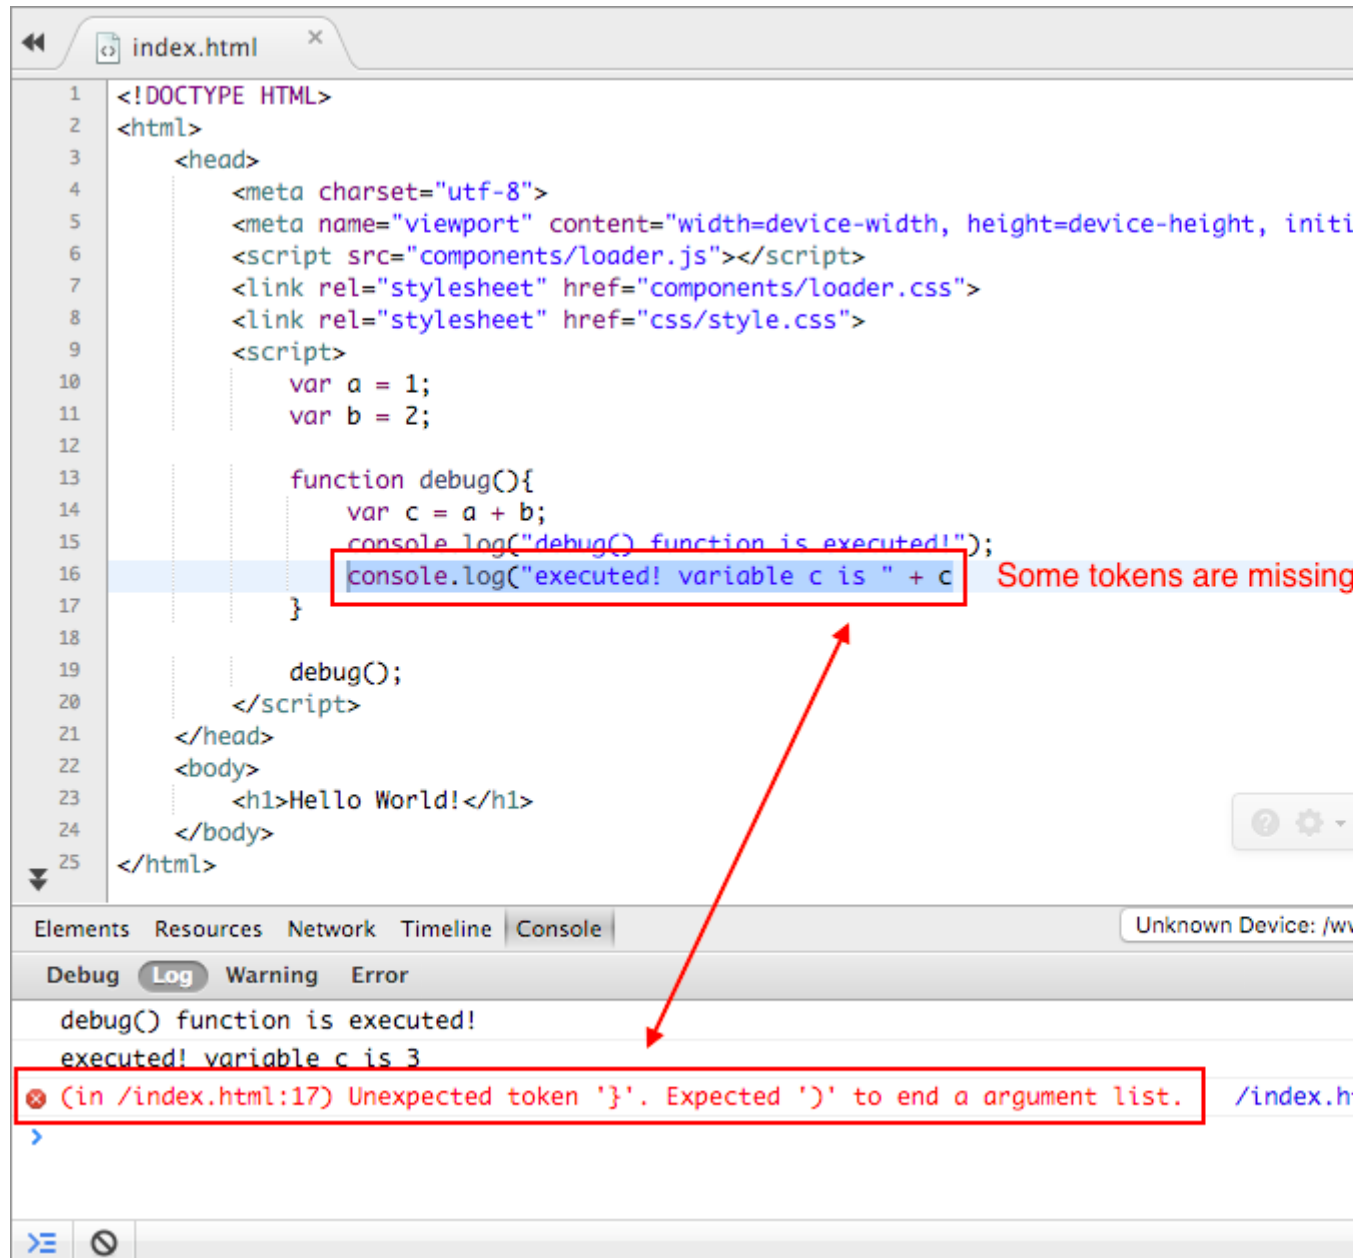 index.html
1 <!DOCTYPE HTML>
2 <html>
3 <head>
4 <meta charset="utf-8">
5 <meta name="viewport" content="width=device-width, height=device-height, initi
6 <script src="components/loader.js"></script>
7 <link rel="stylesheet" href="components/loader.css">
8 <link rel="stylesheet" href="css/style.css">
9 <script>
10 var a = 1;
11 var b = 2;
12
13 function debug(){
14 var c = a + b;
15 console.log("debug() function is executed!");
16 console.log("executed! variable c is " + c Some tokens are missing
17 }
18
19 debug();
20 </script>
21 </head>
22 <body>
23 <h1>Hello World!</h1>
24 </body>
25 </html>
Elements Resources Network Timeline Console Unknown Device: /w
Debug Log Warning Error
debug() function is executed!
executed! variable c is 3
(in /index.html:17) Unexpected token '}'. Expected ')' to end a argument list. /index.h